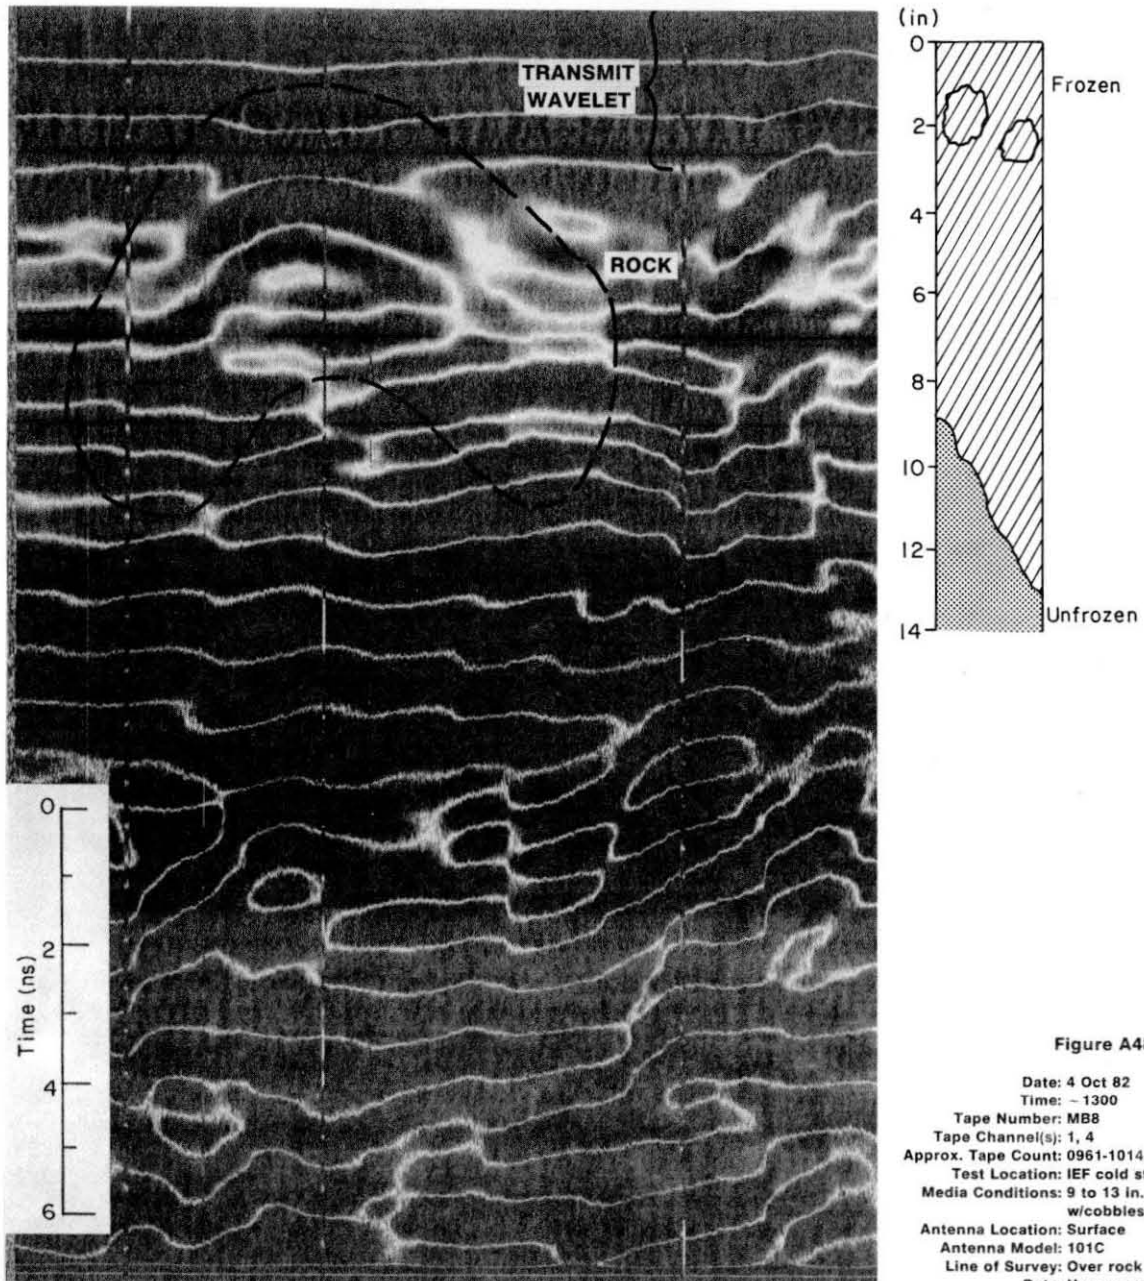 TRANSMIT
WAVELET
ROCK
Time (ns)
0
2
4
6
(in)
0
2
4
6
8
10
12
14
Frozen
Unfrozen
Figure A4
Date: 4 Oct 82
Time: ~ 1300
Tape Number: MB8
Tape Channel(s): 1, 4
Approx. Tape Count: 0961-1014
Test Location: IEF cold
Media Conditions: 9 to 13 in.
w/cobbles
Antenna Location: Surface
Antenna Model: 101C
Line of Survey: Over rock